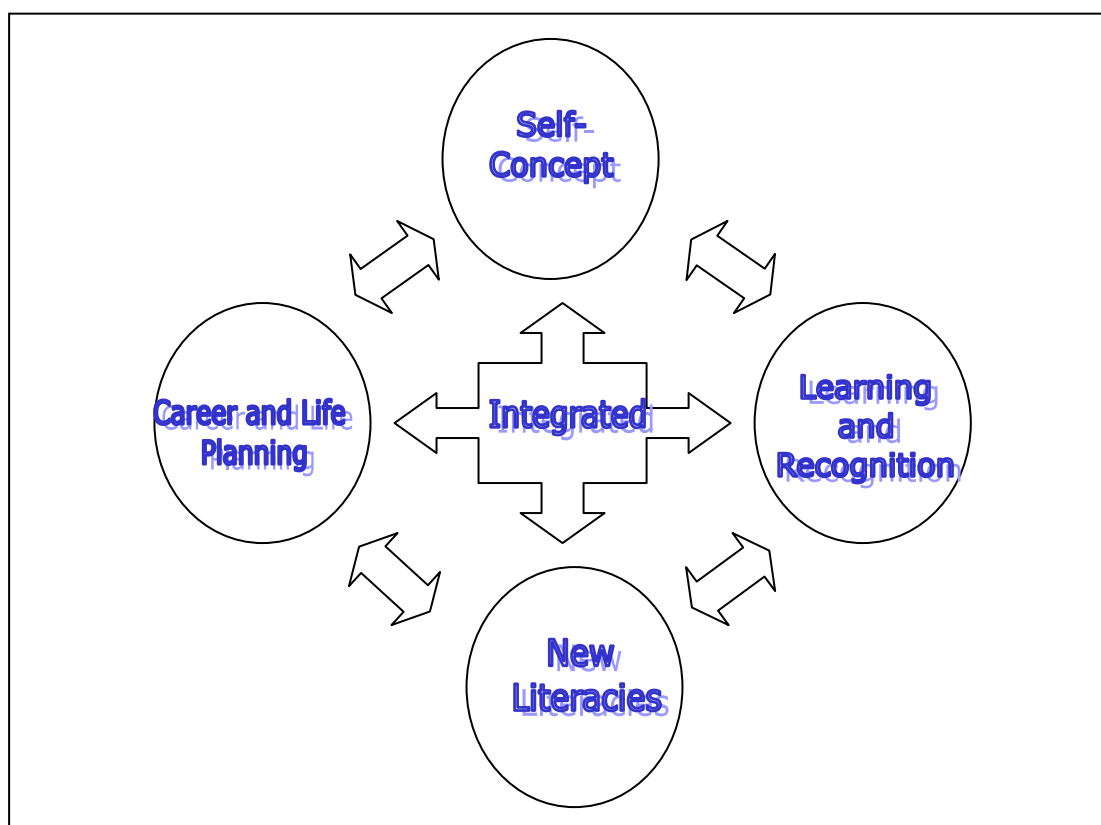 Self-
Concept
Career and Life
Planning
Integrated
Learning
and
Recognition
New
Literacies